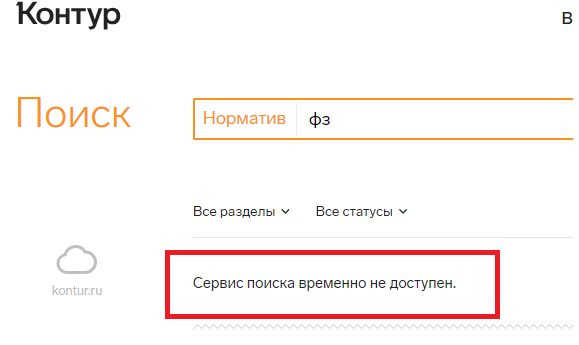 Контур
В
Поиск
Норматив фз
Все разделы Все статусы
kontur.ru
Сервис поиска временно не доступен.